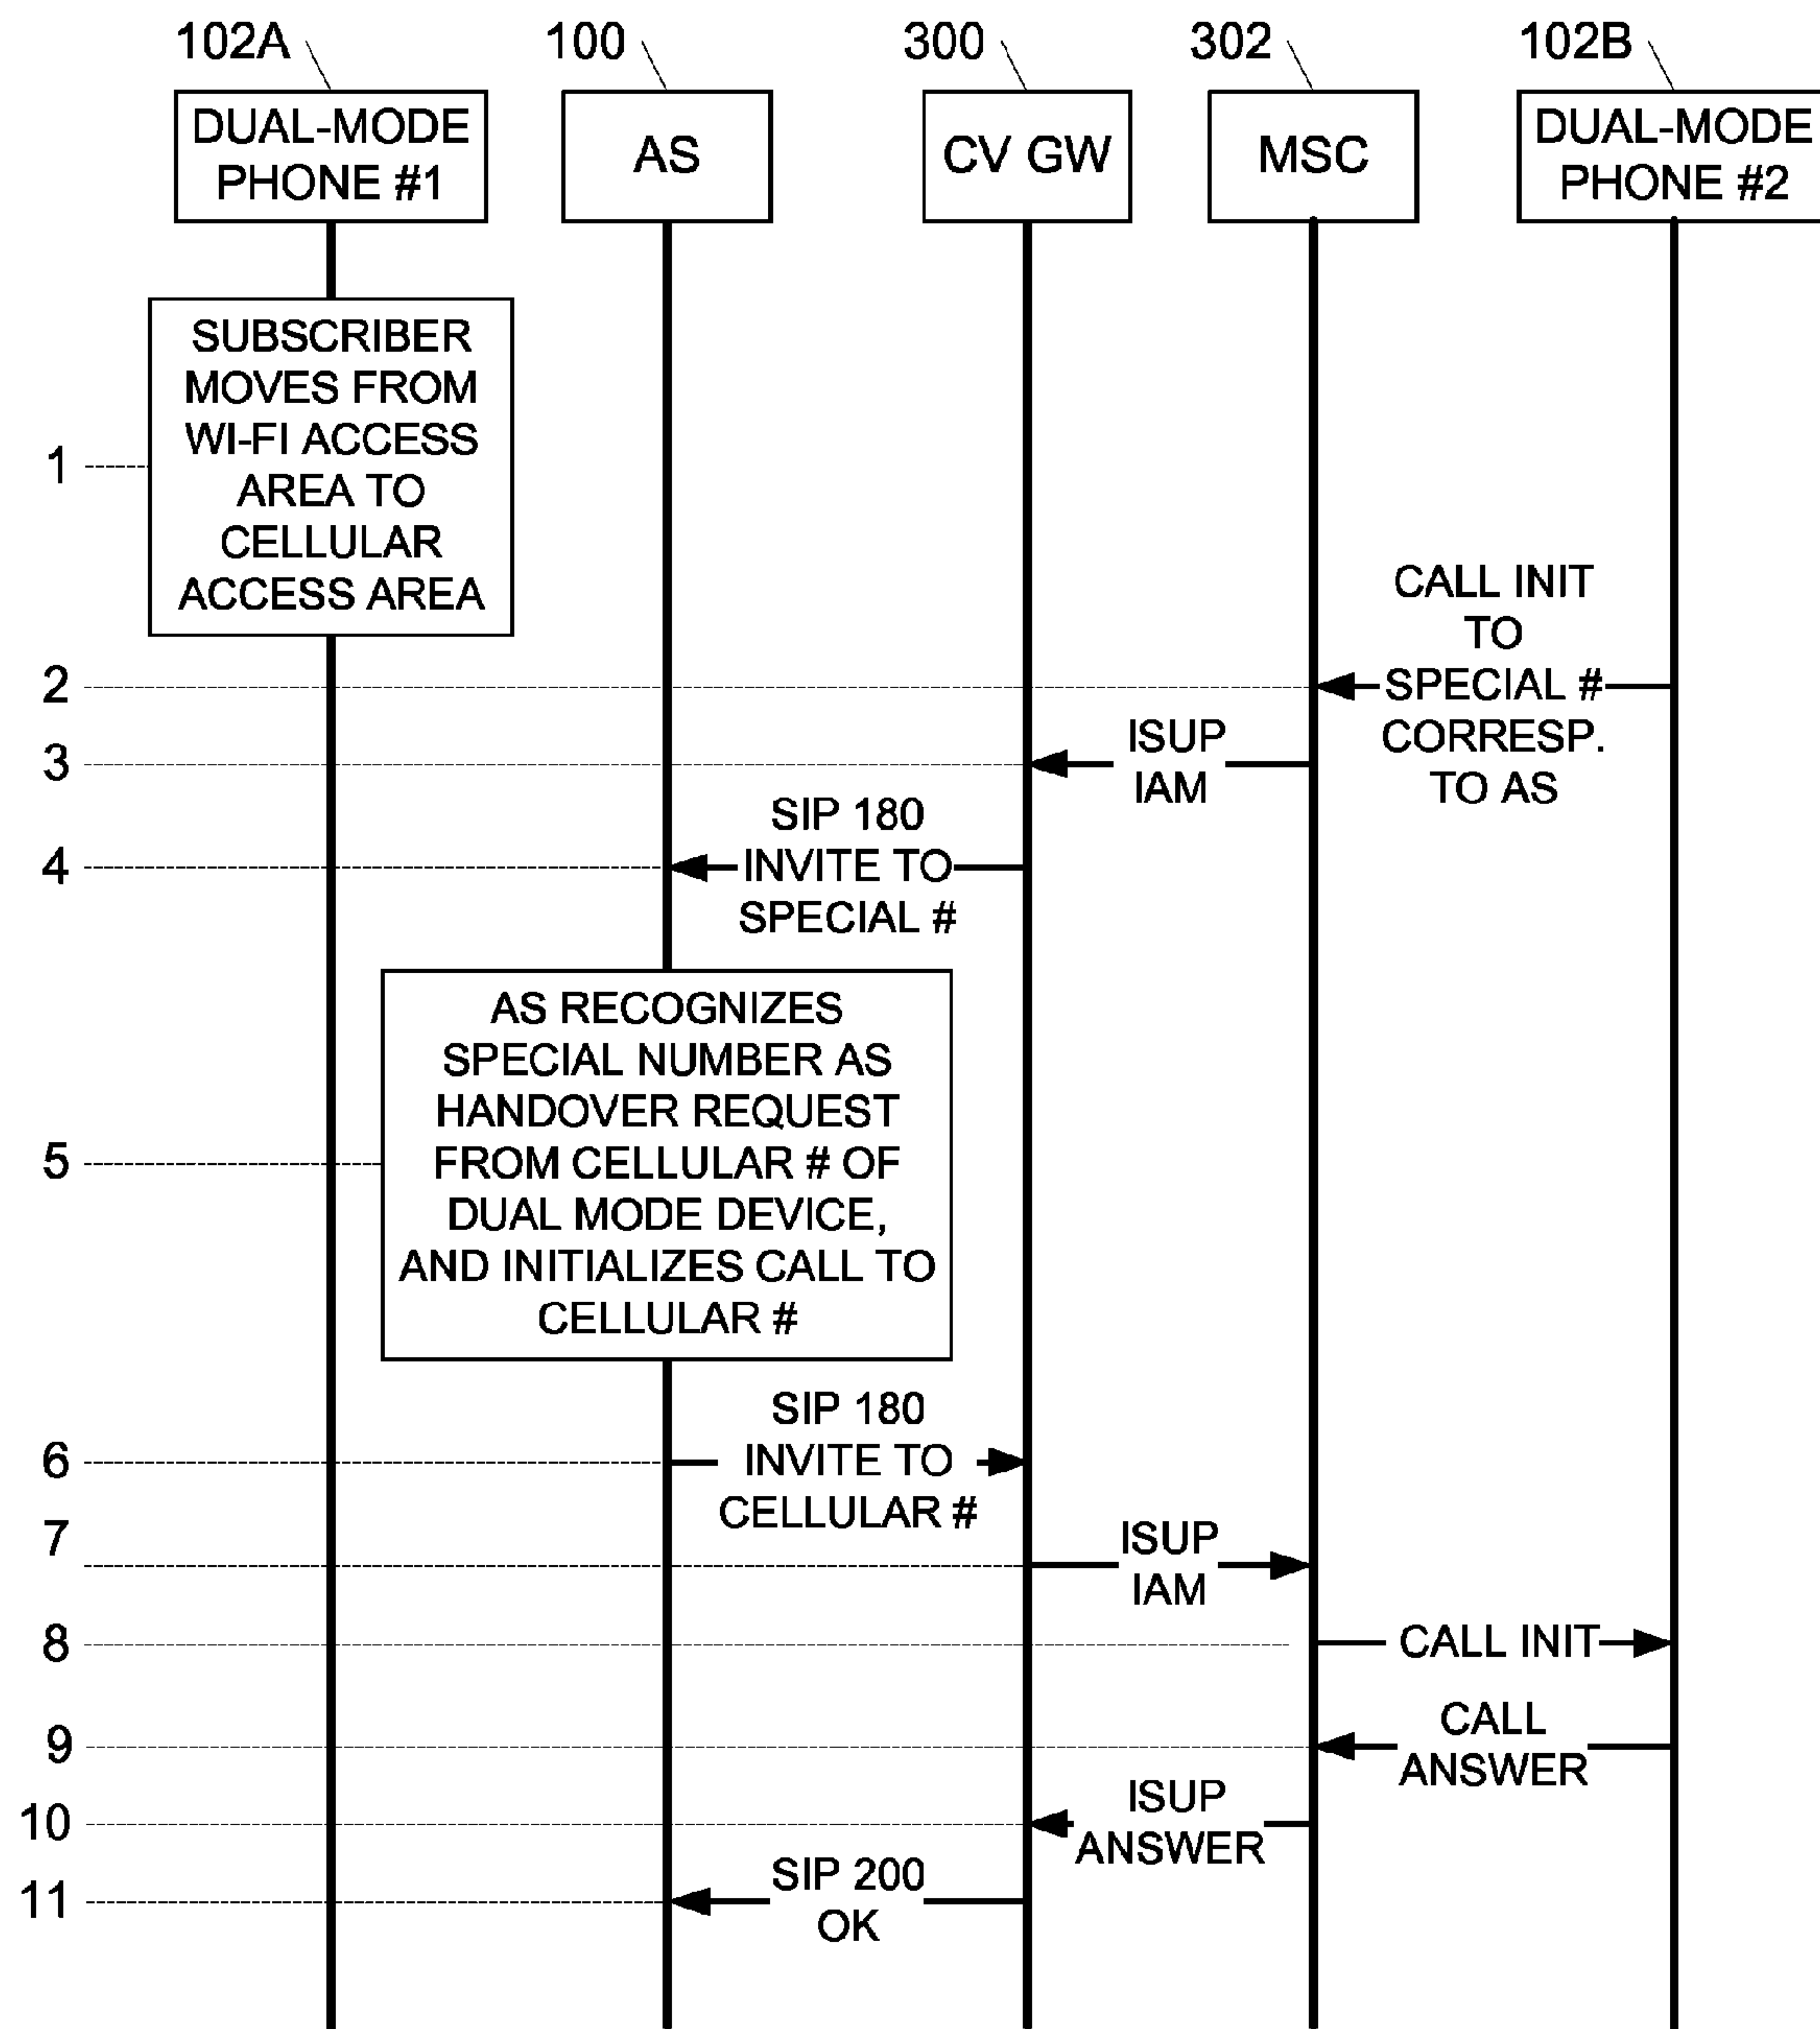 102A
100
300
302
102B
DUAL-MODE
PHONE #1
AS
CV GW
MSC
DUAL-MODE
PHONE #2
1
SUBSCRIBER
MOVES FROM
WI-FI ACCESS
AREA TO
CELLULAR
ACCESS AREA
2
CALL INIT
TO
SPECIAL #
CORRESP.
TO AS
3
ISUP
IAM
4
SIP 180
INVITE TO
SPECIAL #
5
AS RECOGNIZES
SPECIAL NUMBER AS
HANDOVER REQUEST
FROM CELLULAR # OF
DUAL MODE DEVICE,
AND INITIALIZES CALL TO
CELLULAR #
6
SIP 180
INVITE TO
CELLULAR #
7
ISUP
IAM
8
CALL INIT
9
CALL
ANSWER
10
ISUP
ANSWER
11
SIP 200
OK